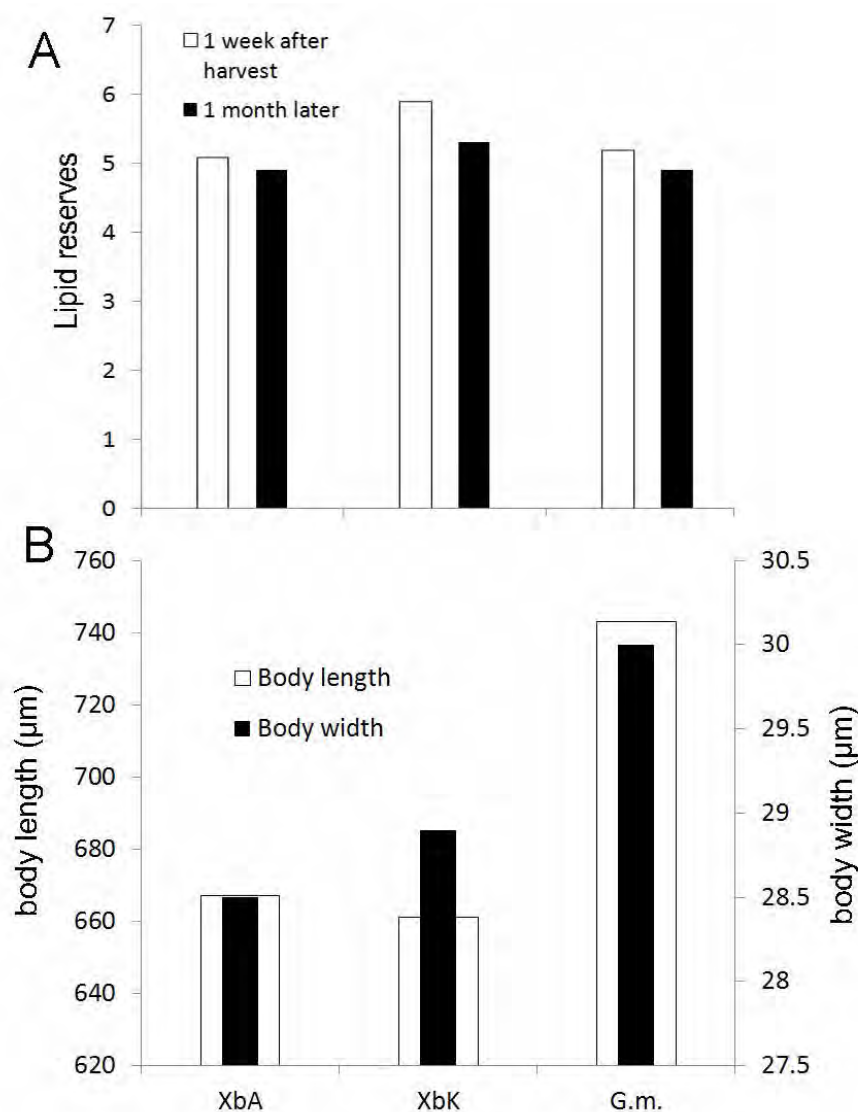 A
7
6
5
4
3
2
1
0
Lipid reserves
1 week after
harvest
1 month later
B
760
740
720
700
680
660
640
620
body length (µm)
Body length
Body width
30.5
30
29.5
29
28.5
28
27.5
body width (µm)
XbA
XbK
G.m.